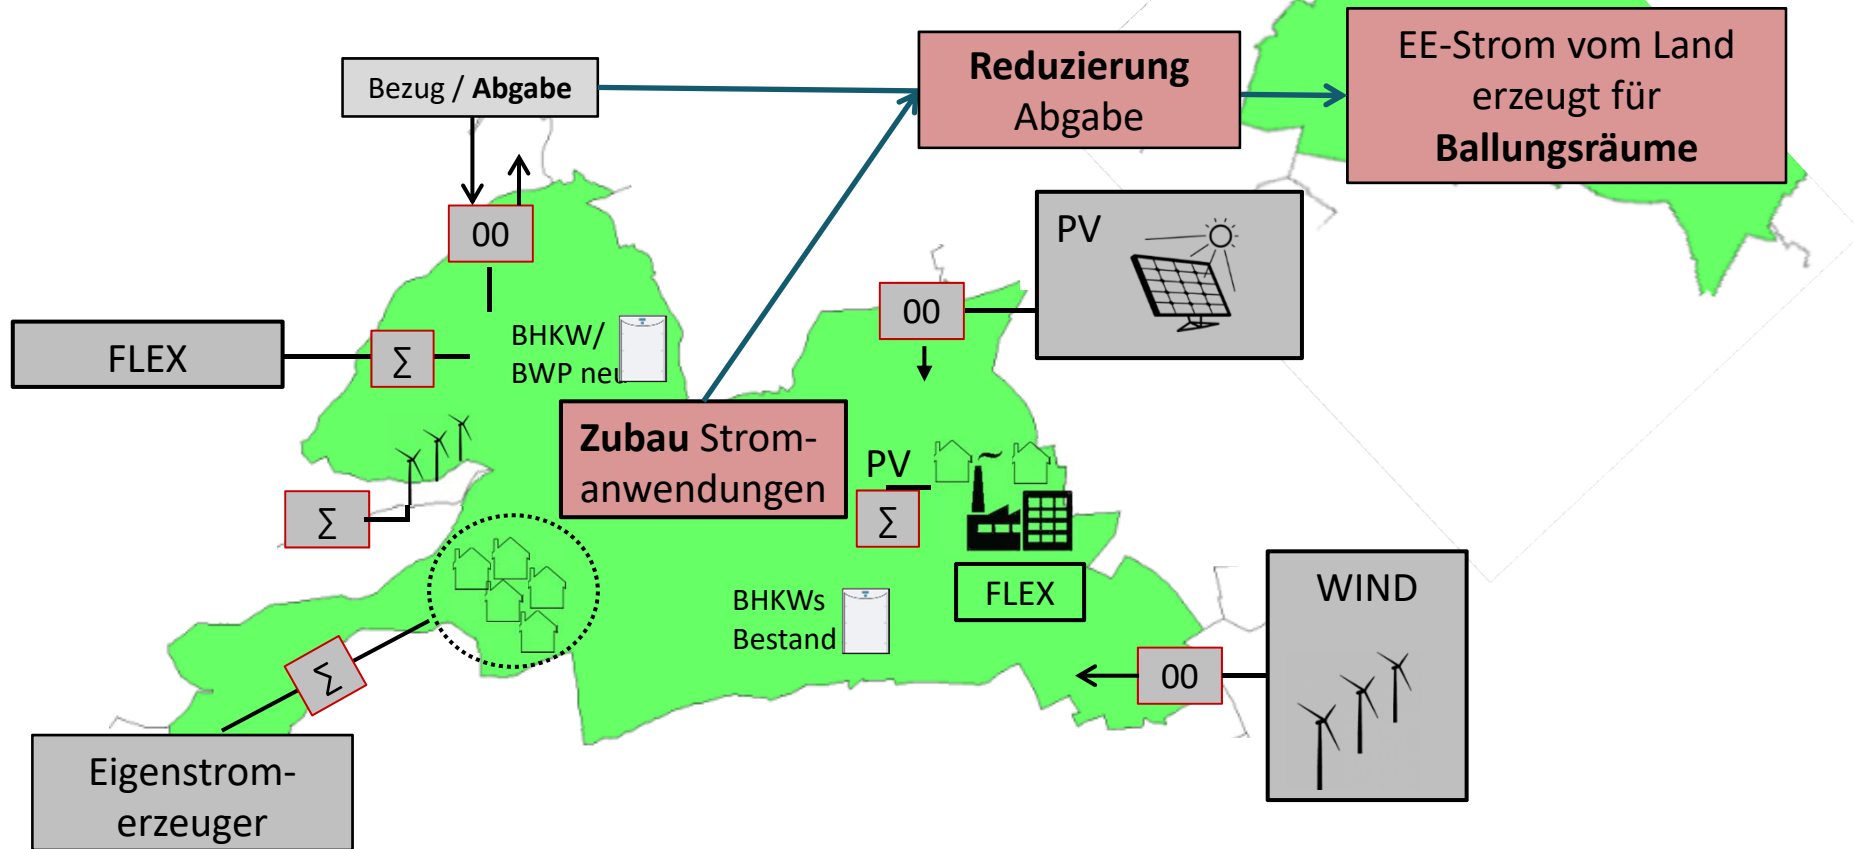 Bezug / Abgabe
Reduzierung
Abgabe
EE-Strom vom Land
erzeugt für
Ballungsräume
00
PV
00
FLEX
∑
BHKW/
BWP neu
Zubau Strom-
anwendungen
PV
∑
∑
FLEX
BHKWs
Bestand
WIND
00
∑
Eigenstrom-
erzeuger